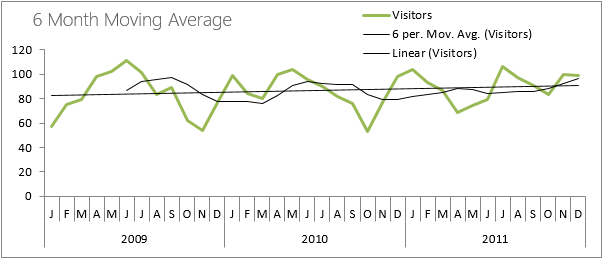 6 Month Moving Average
Visitors
6 per. Mov. Avg. (Visitors)
Linear (Visitors)
120
100
80
60
40
20
0
J F M A M J J A S O N D J F M A M J J A S O N D J F M A M J J A S O N D
2009 2010 2011